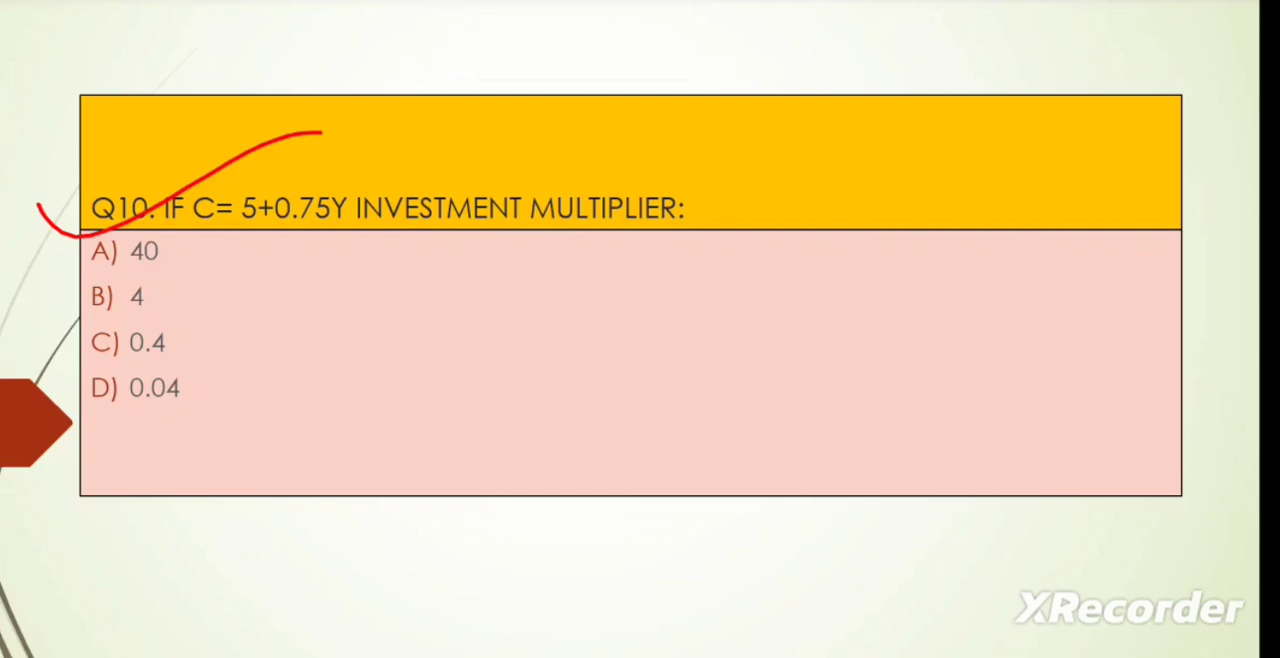 Q10. IF C= 5+0.75Y INVESTMENT MULTIPLIER:
A) 40
B) 4
C) 0.4
D) 0.04
XRecorder